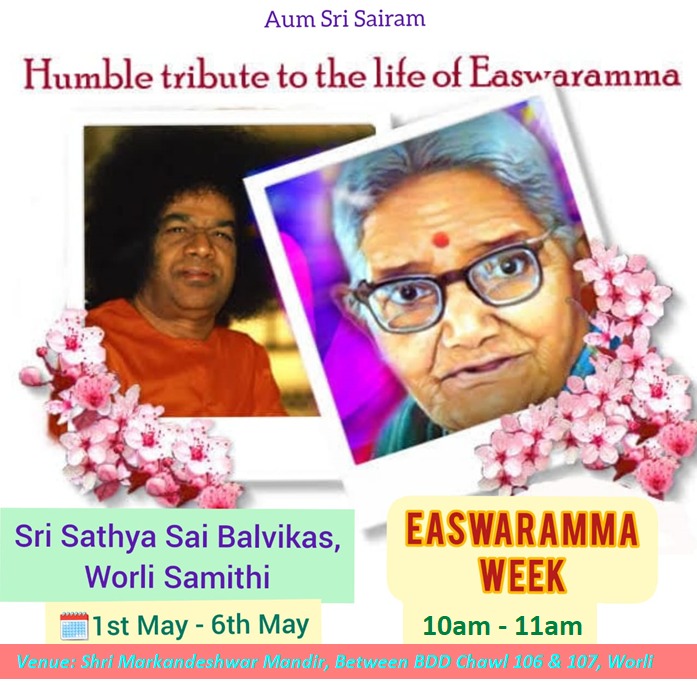 Aum Sri Sairam
Humble tribute to the life of Easwaramma
Sri Sathya Sai Balvikas,
Worli Samithi
EASWARAMMA
WEEK
1st May - 6th May
10am - 11am
Venue: Shri Markandeshwar Mandir, Between BDD Chawl 106 & 107, Worli